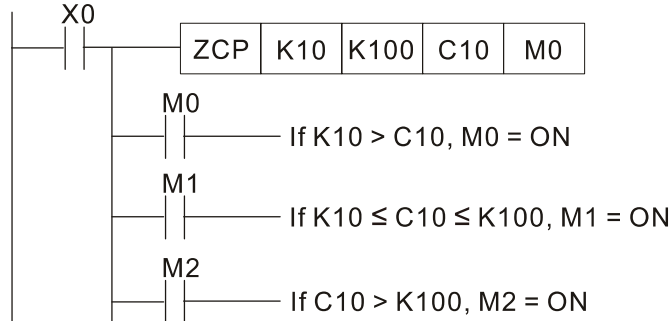 X0
ZCP K10 K100 C10 M0
M0
If K10 > C10, M0 = ON
M1
If K10 ≤ C10 ≤ K100, M1 = ON
M2
If C10 > K100, M2 = ON